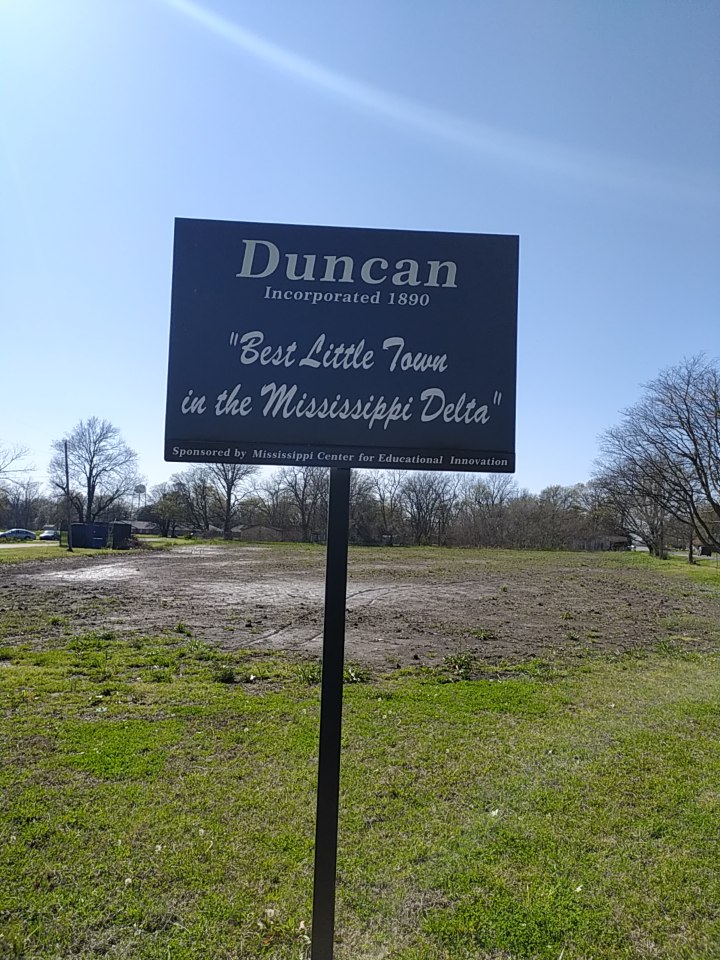 Duncan
Incorporated 1890
"Best Little Town
in the Mississippi Delta"
Sponsored by Mississippi Center for Educational Innovation